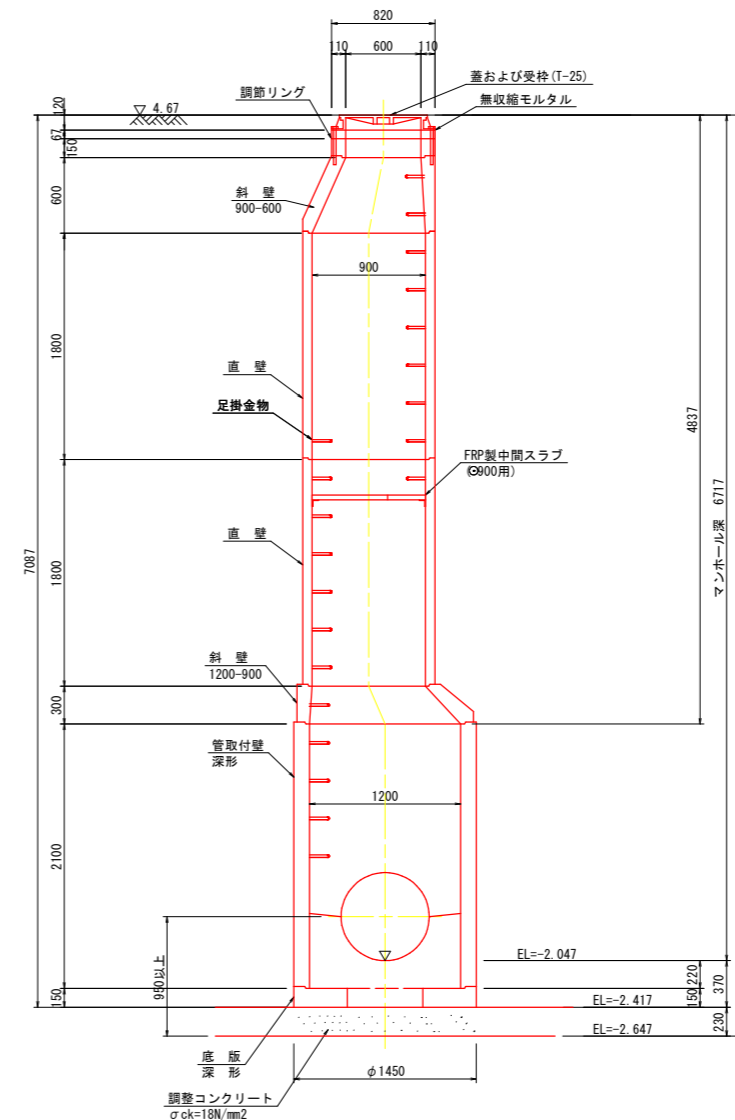 820
110
600
110
蓋および受枠(T-25)
調節リング
無収縮モルタル
4.67
120
67
150
600
斜 壁
900-600
900
1800
直 壁
足掛金物
4837
FRP製中間スラブ
マンホール深 6717
7087
直 壁
1800
斜 壁
1200-900
300
管取付壁
深形
1200
2100
950以上
EL=-2.047
220
370
150
150
EL=-2.417
230
EL=-2.647
底 版
深 形
φ1450
調整コンクリート
σck=18N/mm2